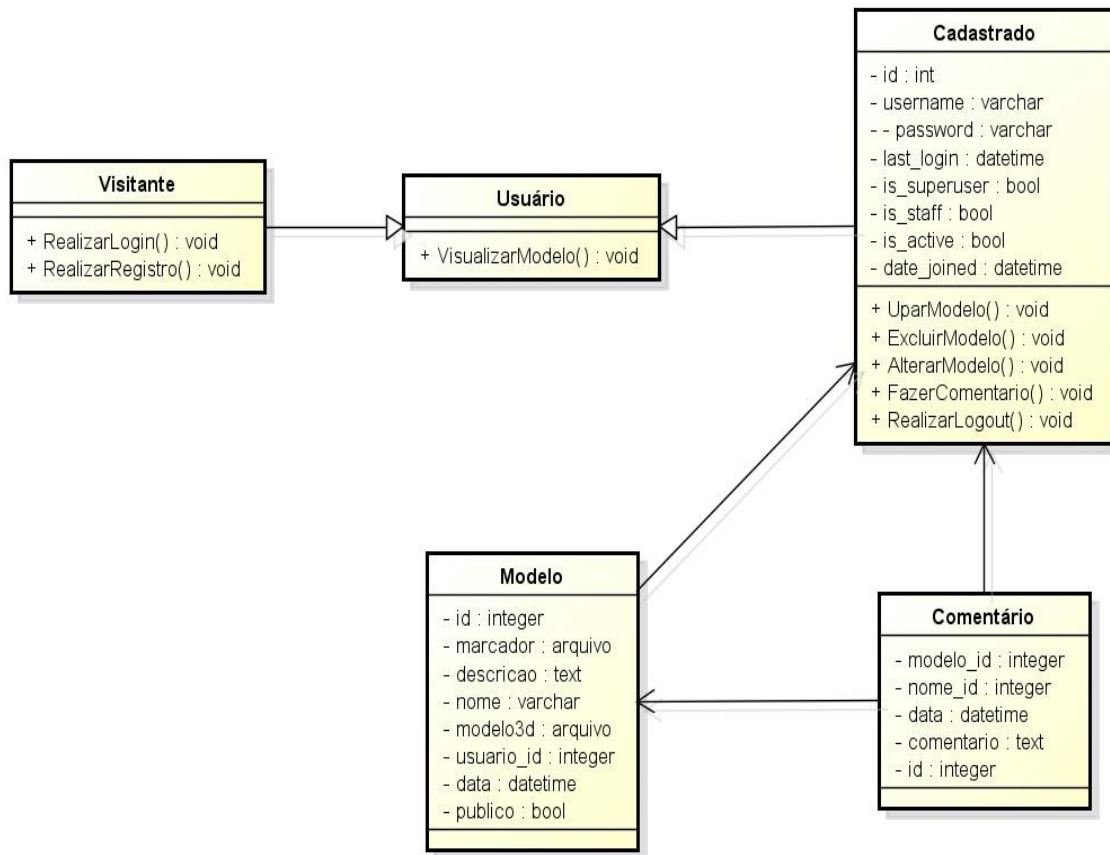 Visitante
+ RealizarLogin() : void
+ RealizarRegistro() : void
Usuário
+ VisualizarModelo() : void
Cadastrado
- id : int
- username : varchar
- - password : varchar
- last_login : datetime
- is_superuser : bool
- is_staff : bool
- is_active : bool
- date_joined : datetime
+ UparModelo() : void
+ ExcluirModelo() : void
+ AlterarModelo() : void
+ FazerComentario() : void
+ RealizarLogout() : void
Modelo
- id : integer
- marcador : arquivo
- descricao : text
- nome : varchar
- modelo3d : arquivo
- usuario_id : integer
- data : datetime
- publico : bool
Comentário
- modelo_id : integer
- nome_id : integer
- data : datetime
- comentario : text
- id : integer